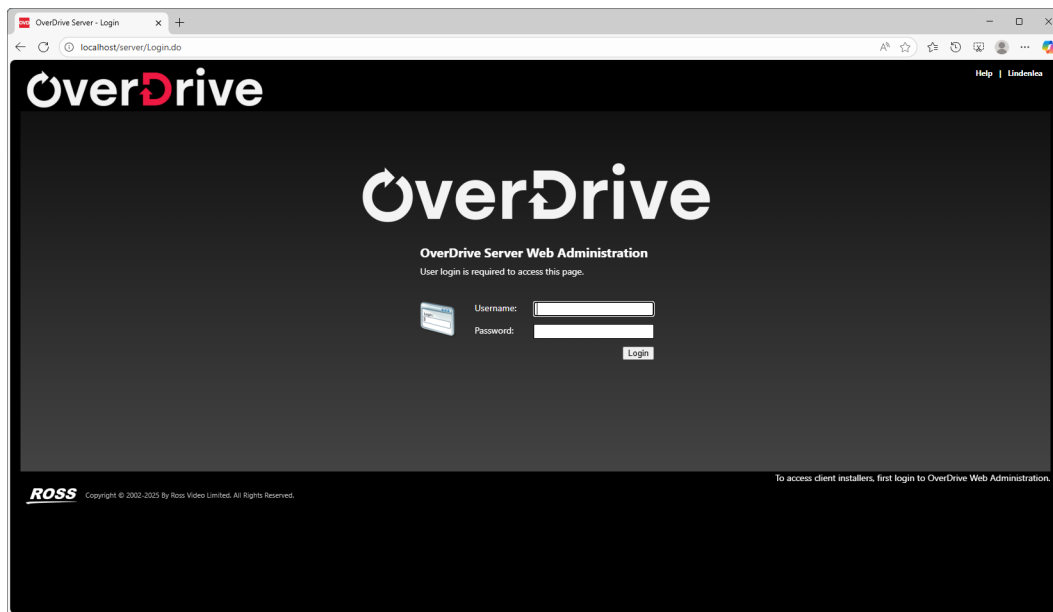 OverDrive Server - Login
localhost/server/Login.do
OverDrive
Help | Lindenlea
OverDrive
OverDrive Server Web Administration
User login is required to access this page.
Username:
Password:
Login
To access client installers, first login to OverDrive Web Administration.
ROSS Copyright © 2002-2025 By Ross Video Limited. All Rights Reserved.